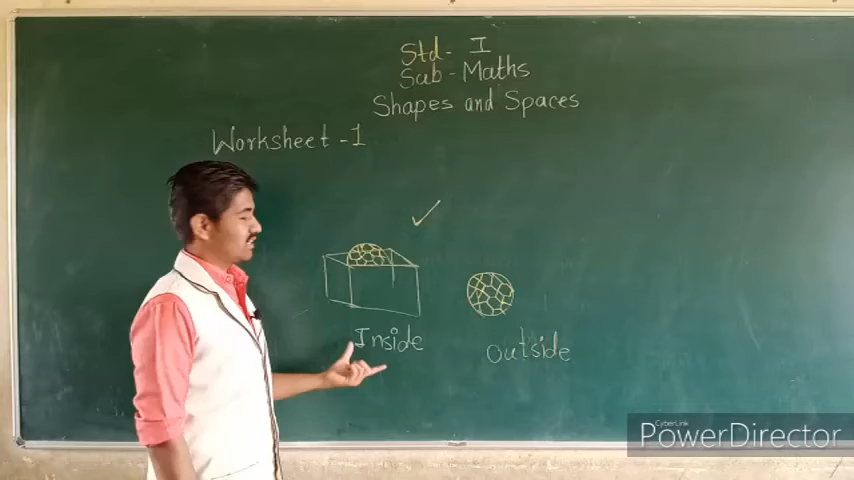 Std - I
Sub - Maths
Shapes and Spaces
Worksheet - 1
Inside
outside
CyberLink
PowerDirector